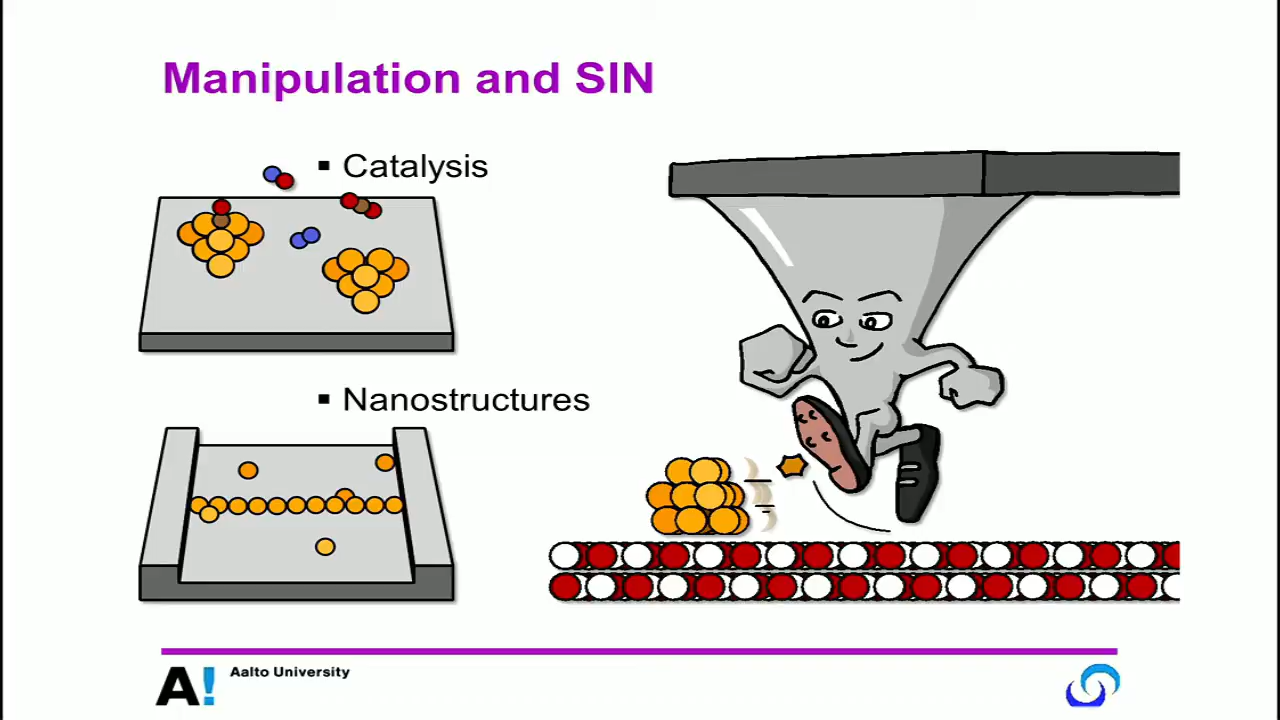 Manipulation and SIN
▪ Catalysis
▪ Nanostructures
A! Aalto University